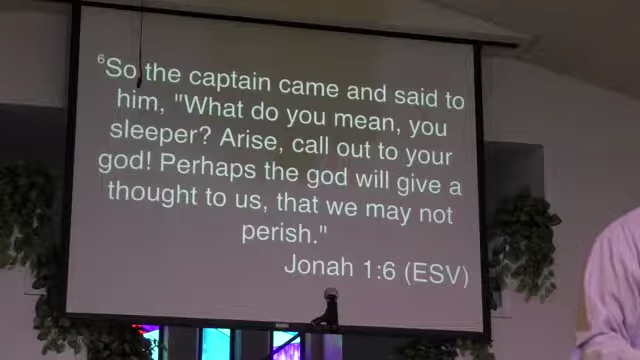 ⁶So the captain came and said to
him, "What do you mean, you
sleeper? Arise, call out to your
god! Perhaps the god will give a
thought to us, that we may not
perish."
Jonah 1:6 (ESV)